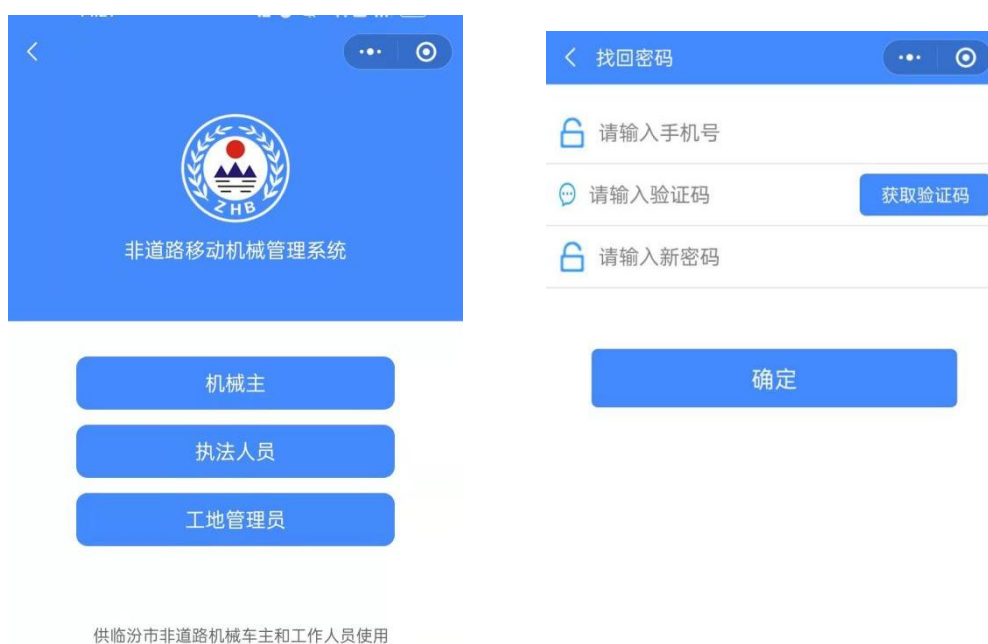 ZHB
非道路移动机械管理系统
机械主
执法人员
工地管理员
供临汾市非道路机械车主和工作人员使用
找回密码
请输入手机号
请输入验证码 获取验证码
请输入新密码
确定